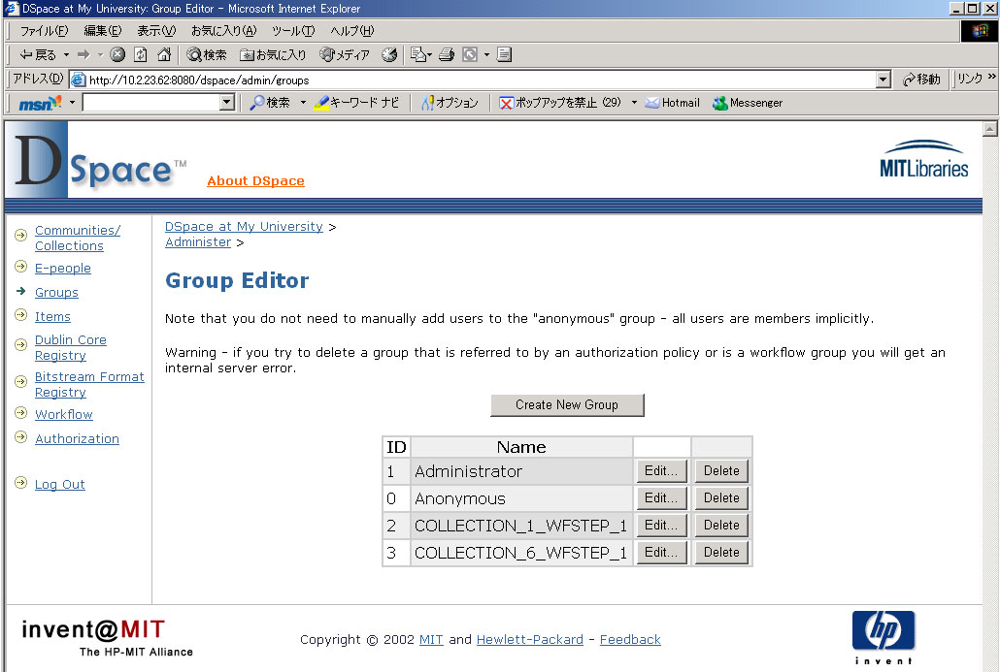 DSpace at My University: Group Editor - Microsoft Internet Explorer
ファイル(F) 編集(E) 表示(V) お気に入り(A) ツール(T) ヘルプ(H)
戻る 検索 お気に入り メディア
アドレス(D) http://10.2.23.62:8080/dspace/admin/groups 移動 リンク »
msn 検索 キーワード ナビ オプション ポップアップを禁止 (29) Hotmail Messenger
DSpace™ About DSpace MITLibraries
Communities/
Collections
E-people
Groups
Items
Dublin Core
Registry
Bitstream Format
Registry
Workflow
Authorization
Log Out
DSpace at My University >
Administer >
Group Editor
Note that you do not need to manually add users to the "anonymous" group - all users are members implicitly.
Warning - if you try to delete a group that is referred to by an authorization policy or is a workflow group you will get an
internal server error.
Create New Group
ID Name
1 Administrator Edit... Delete
0 Anonymous Edit... Delete
2 COLLECTION_1_WFSTEP_1 Edit... Delete
3 COLLECTION_6_WFSTEP_1 Edit... Delete
invent@MIT
The HP-MIT Alliance
Copyright © 2002 MIT and Hewlett-Packard - Feedback
hp
invent